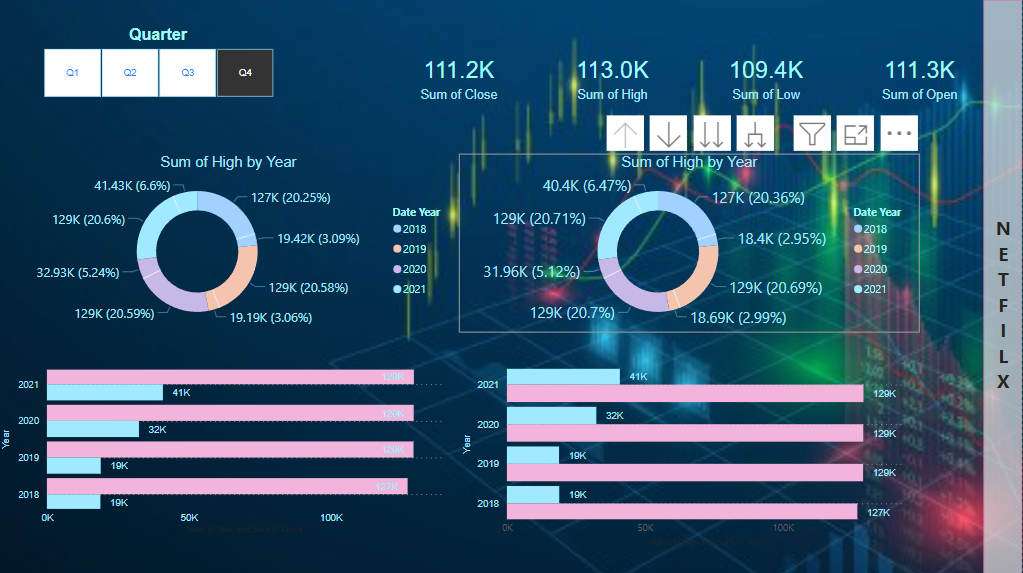 Quarter
Q1
Q2
Q3
Q4
111.2K
Sum of Close
113.0K
Sum of High
109.4K
Sum of Low
111.3K
Sum of Open
Sum of High by Year
41.43K (6.6%)
127K (20.25%)
129K (20.6%)
19.42K (3.09%)
32.93K (5.24%)
129K (20.58%)
129K (20.59%)
19.19K (3.06%)
Date Year
2018
2019
2020
2021
Sum of High by Year
40.4K (6.47%)
127K (20.36%)
129K (20.71%)
18.4K (2.95%)
31.96K (5.12%)
129K (20.69%)
129K (20.7%)
18.69K (2.99%)
Date Year
2018
2019
2020
2021
Year
2021
129K
41K
2020
129K
32K
2019
129K
19K
2018
127K
19K
0K
50K
100K
Year
2021
41K
129K
2020
32K
129K
2019
19K
129K
2018
19K
127K
0K
50K
100K
NETFILX